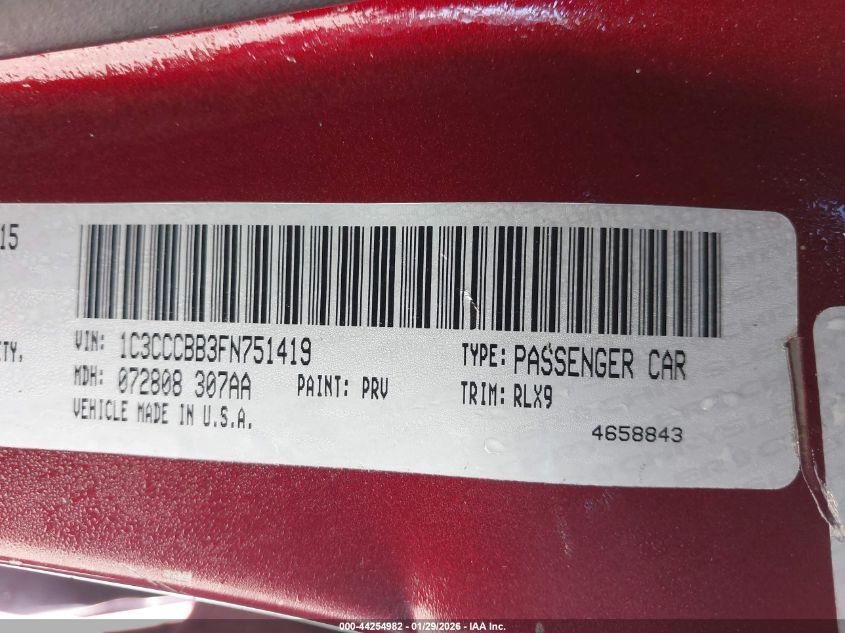 15
ITY,
VIN: 1C3CCCBB3FN751419
TYPE: PASSENGER CAR
MDH: 072808 307AA
PAINT: PRV
TRIM: RLX9
VEHICLE MADE IN U.S.A.
4658843
000-44254982 - 01/29/2026 - IAA Inc.